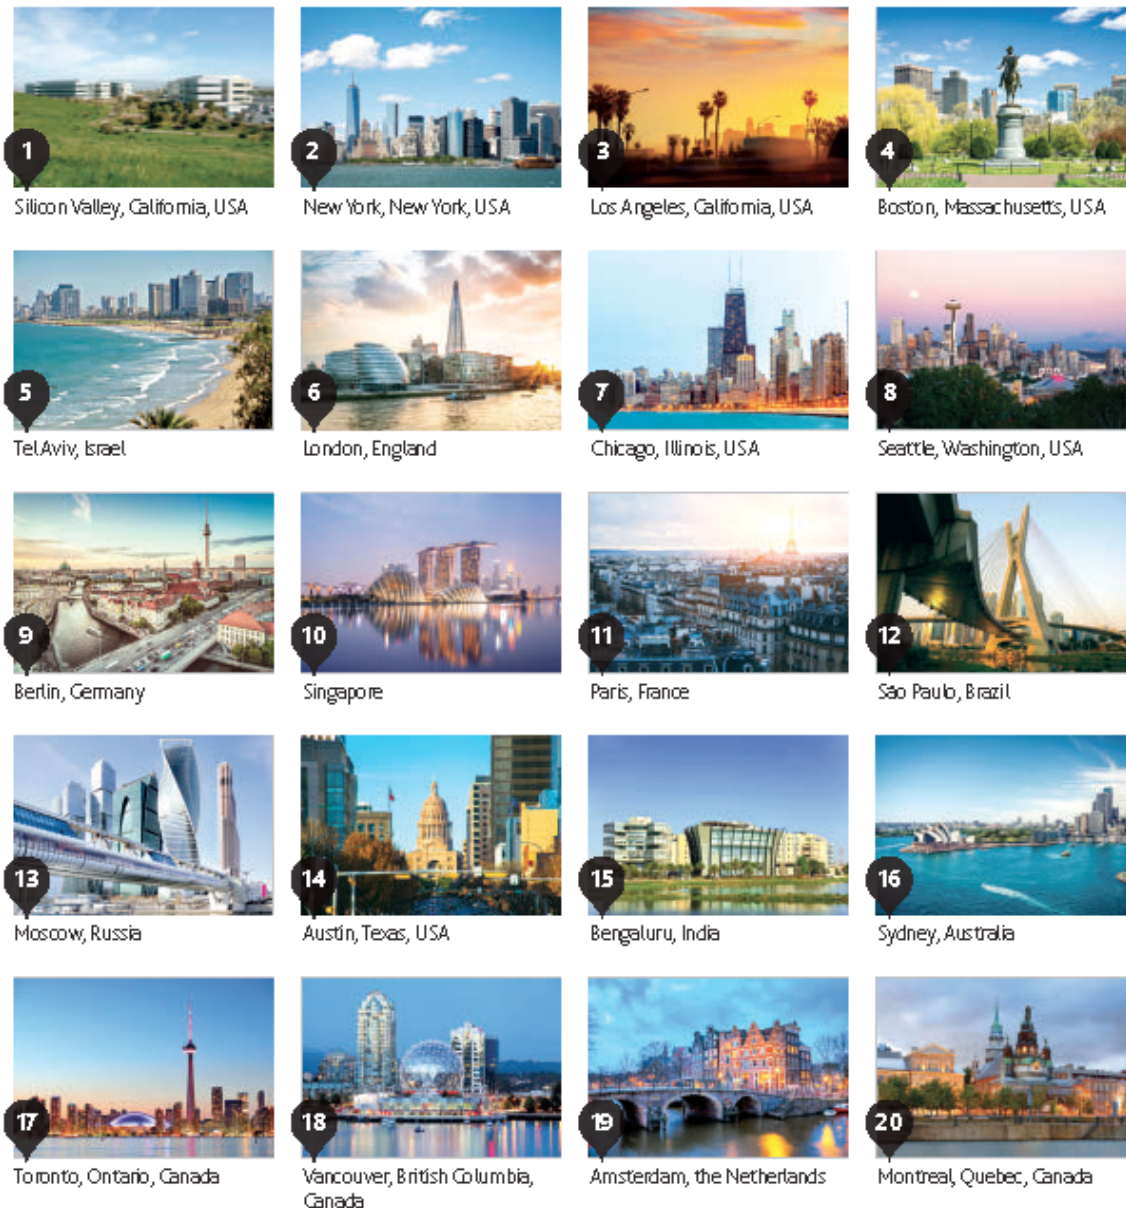 1
Silicon Valley, California, USA
2
New York, New York, USA
3
Los Angeles, California, USA
4
Boston, Massachusetts, USA
5
Tel Aviv, Israel
6
London, England
7
Chicago, Illinois, USA
8
Seattle, Washington, USA
9
Berlin, Germany
10
Singapore
11
Paris, France
12
São Paulo, Brazil
13
Moscow, Russia
14
Austin, Texas, USA
15
Bengaluru, India
16
Sydney, Australia
17
Toronto, Ontario, Canada
18
Vancouver, British Columbia,
Canada
19
Amsterdam, the Netherlands
20
Montreal, Quebec, Canada